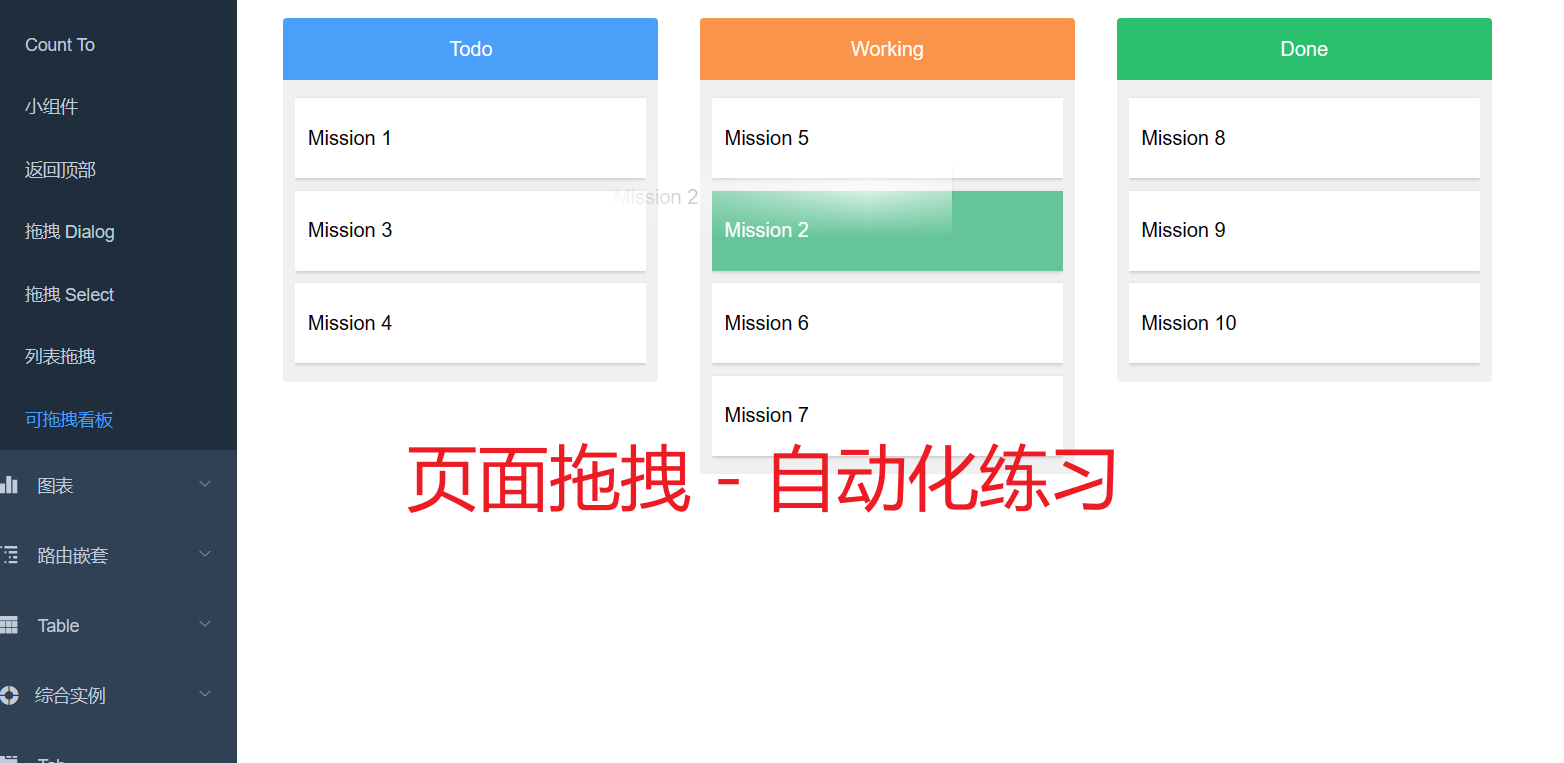 Count To
小组件
返回顶部
拖拽 Dialog
拖拽 Select
列表拖拽
可拖拽看板
图表
路由嵌套
Table
综合实例
Tab
Todo
Mission 1
Mission 3
Mission 4
Mission 2
Working
Mission 5
Mission 2
Mission 6
Mission 7
Done
Mission 8
Mission 9
Mission 10
页面拖拽 - 自动化练习